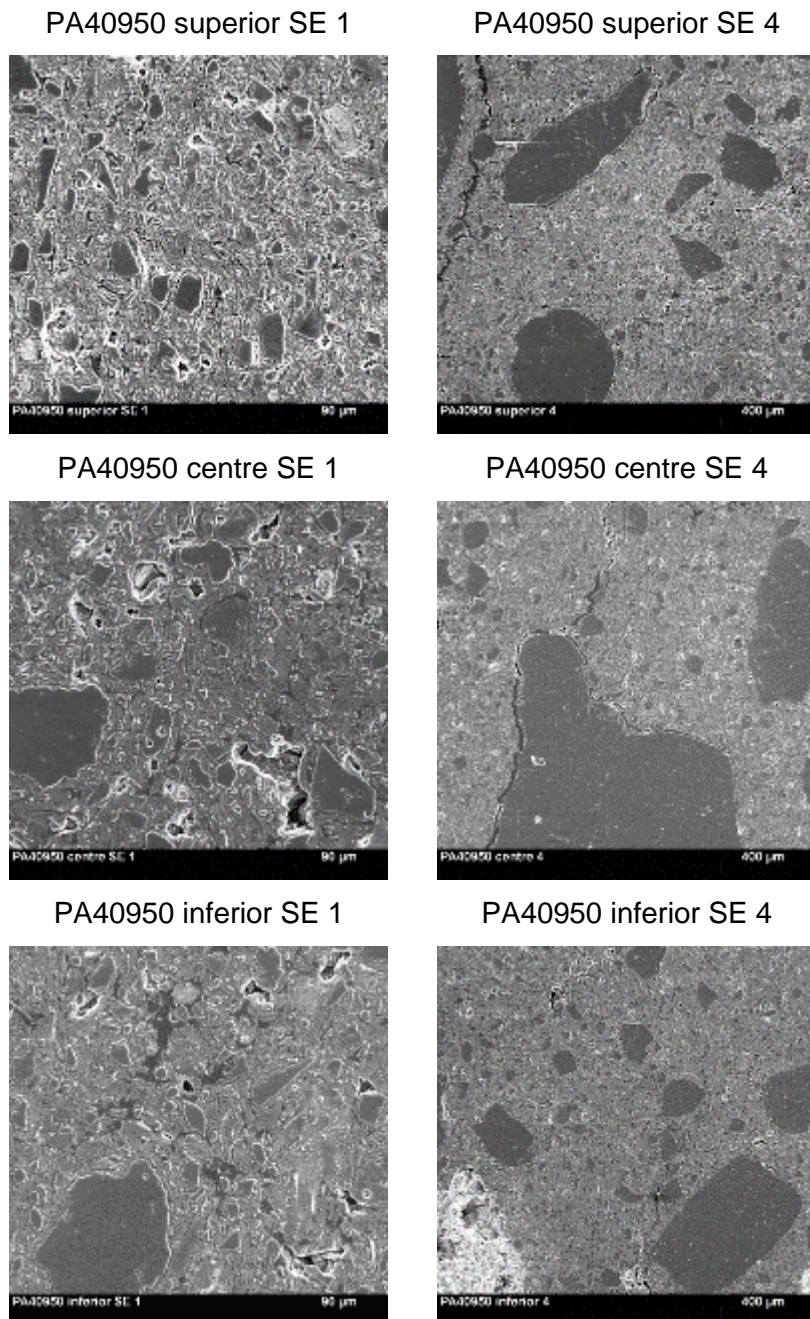 PA40950 superior SE 1
PA40950 superior SE 4
PA40950 superior SE 1 90 µm
PA40950 superior 4 400 µm
PA40950 centre SE 1
PA40950 centre SE 4
PA40950 centre SE 1 90 µm
PA40950 centre 4 400 µm
PA40950 inferior SE 1
PA40950 inferior SE 4
PA40950 inferior SE 1 90 µm
PA40950 inferior 4 400 µm